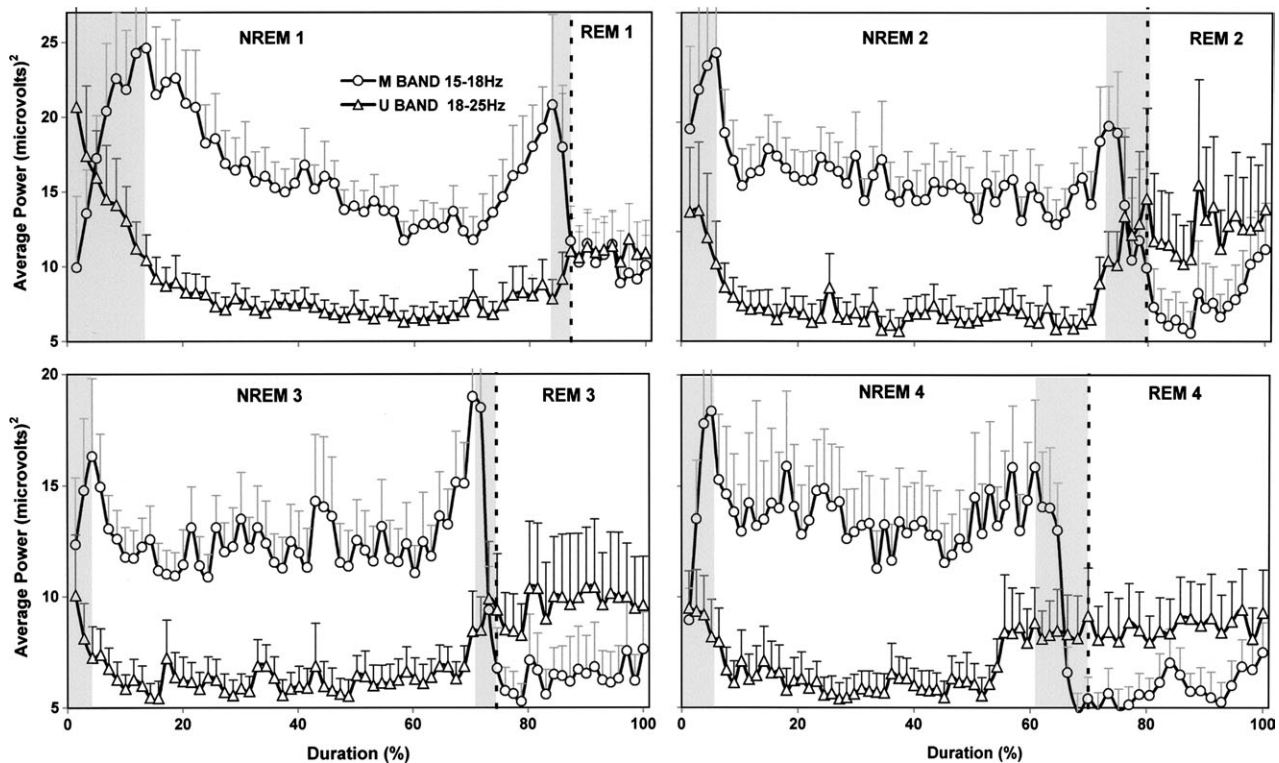 NREM 1
REM 1
M BAND 15-18Hz
U BAND 18-25Hz
Average Power (microvolts)²
25
20
15
10
5
NREM 2
REM 2
NREM 3
REM 3
Average Power (microvolts)²
20
15
10
5
0
20
40
60
80
100
Duration (%)
NREM 4
REM 4
0
20
40
60
80
100
Duration (%)